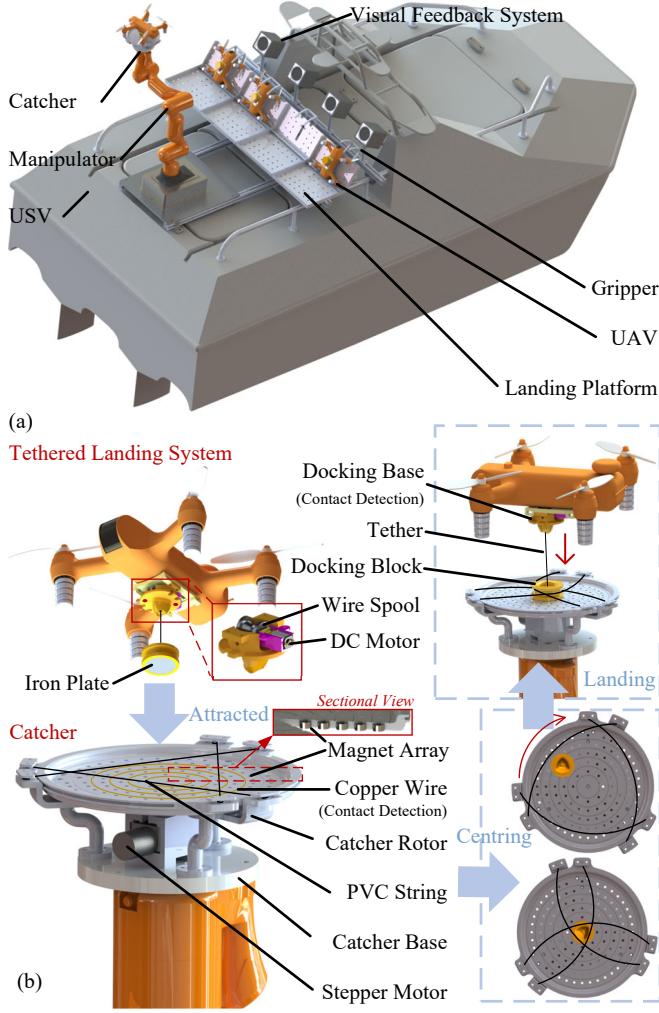 Visual Feedback System
Catcher
Manipulator
USV
Gripper
UAV
Landing Platform
(a)
Tethered Landing System
Docking Base
(Contact Detection)
Tether
Docking Block
Wire Spool
DC Motor
Iron Plate
Landing
Attracted
Sectional View
Catcher
Magnet Array
Copper Wire
(Contact Detection)
Centring
Catcher Rotor
PVC String
Catcher Base
(b)
Stepper Motor